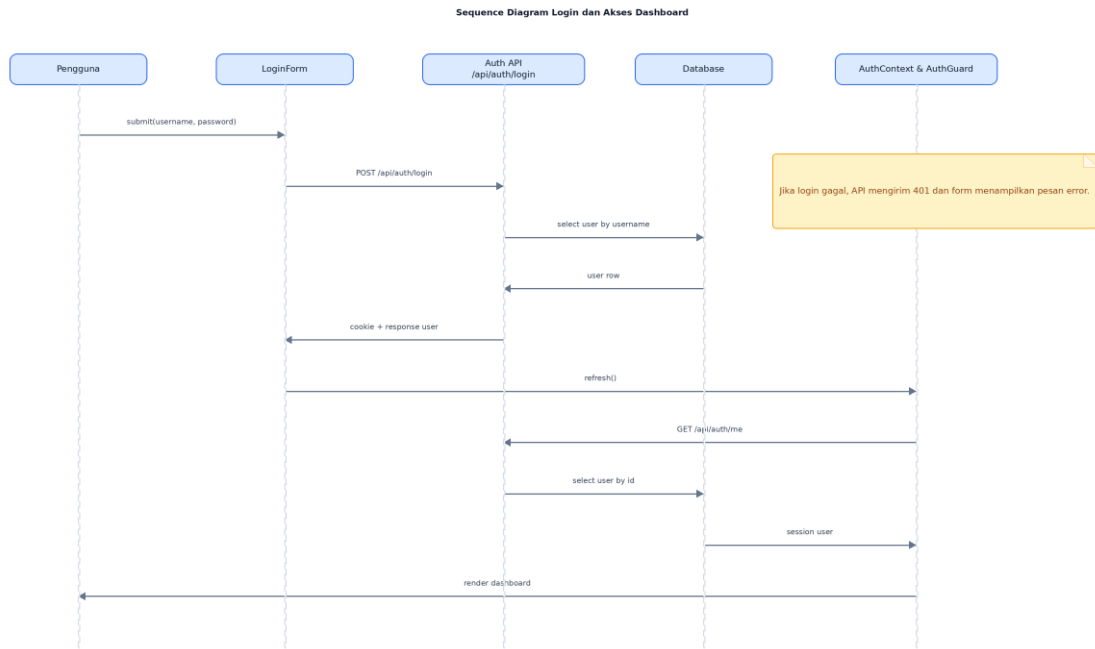 Sequence Diagram Login dan Akses Dashboard
Pengguna
LoginForm
Auth API
/api/auth/login
Database
AuthContext & AuthGuard
submit(username, password)
POST /api/auth/login
Jika login gagal, API mengirim 401 dan form menampilkan pesan error.
select user by username
user row
cookie + response user
refresh()
GET /api/auth/me
select user by id
session user
render dashboard